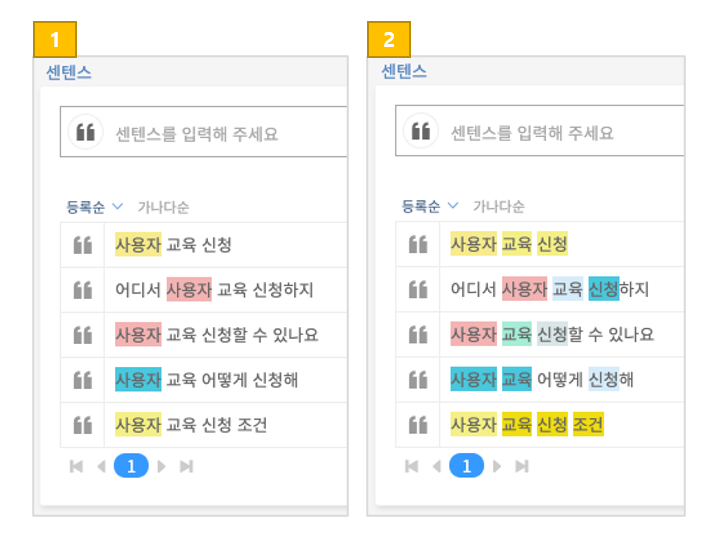 1
센텐스
센텐스를 입력해 주세요
등록순 가나다순
사용자 교육 신청
어디서 사용자 교육 신청하지
사용자 교육 신청할 수 있나요
사용자 교육 어떻게 신청해
사용자 교육 신청 조건
1
2
센텐스
센텐스를 입력해 주세요
등록순 가나다순
사용자 교육 신청
어디서 사용자 교육 신청하지
사용자 교육 신청할 수 있나요
사용자 교육 어떻게 신청해
사용자 교육 신청 조건
1